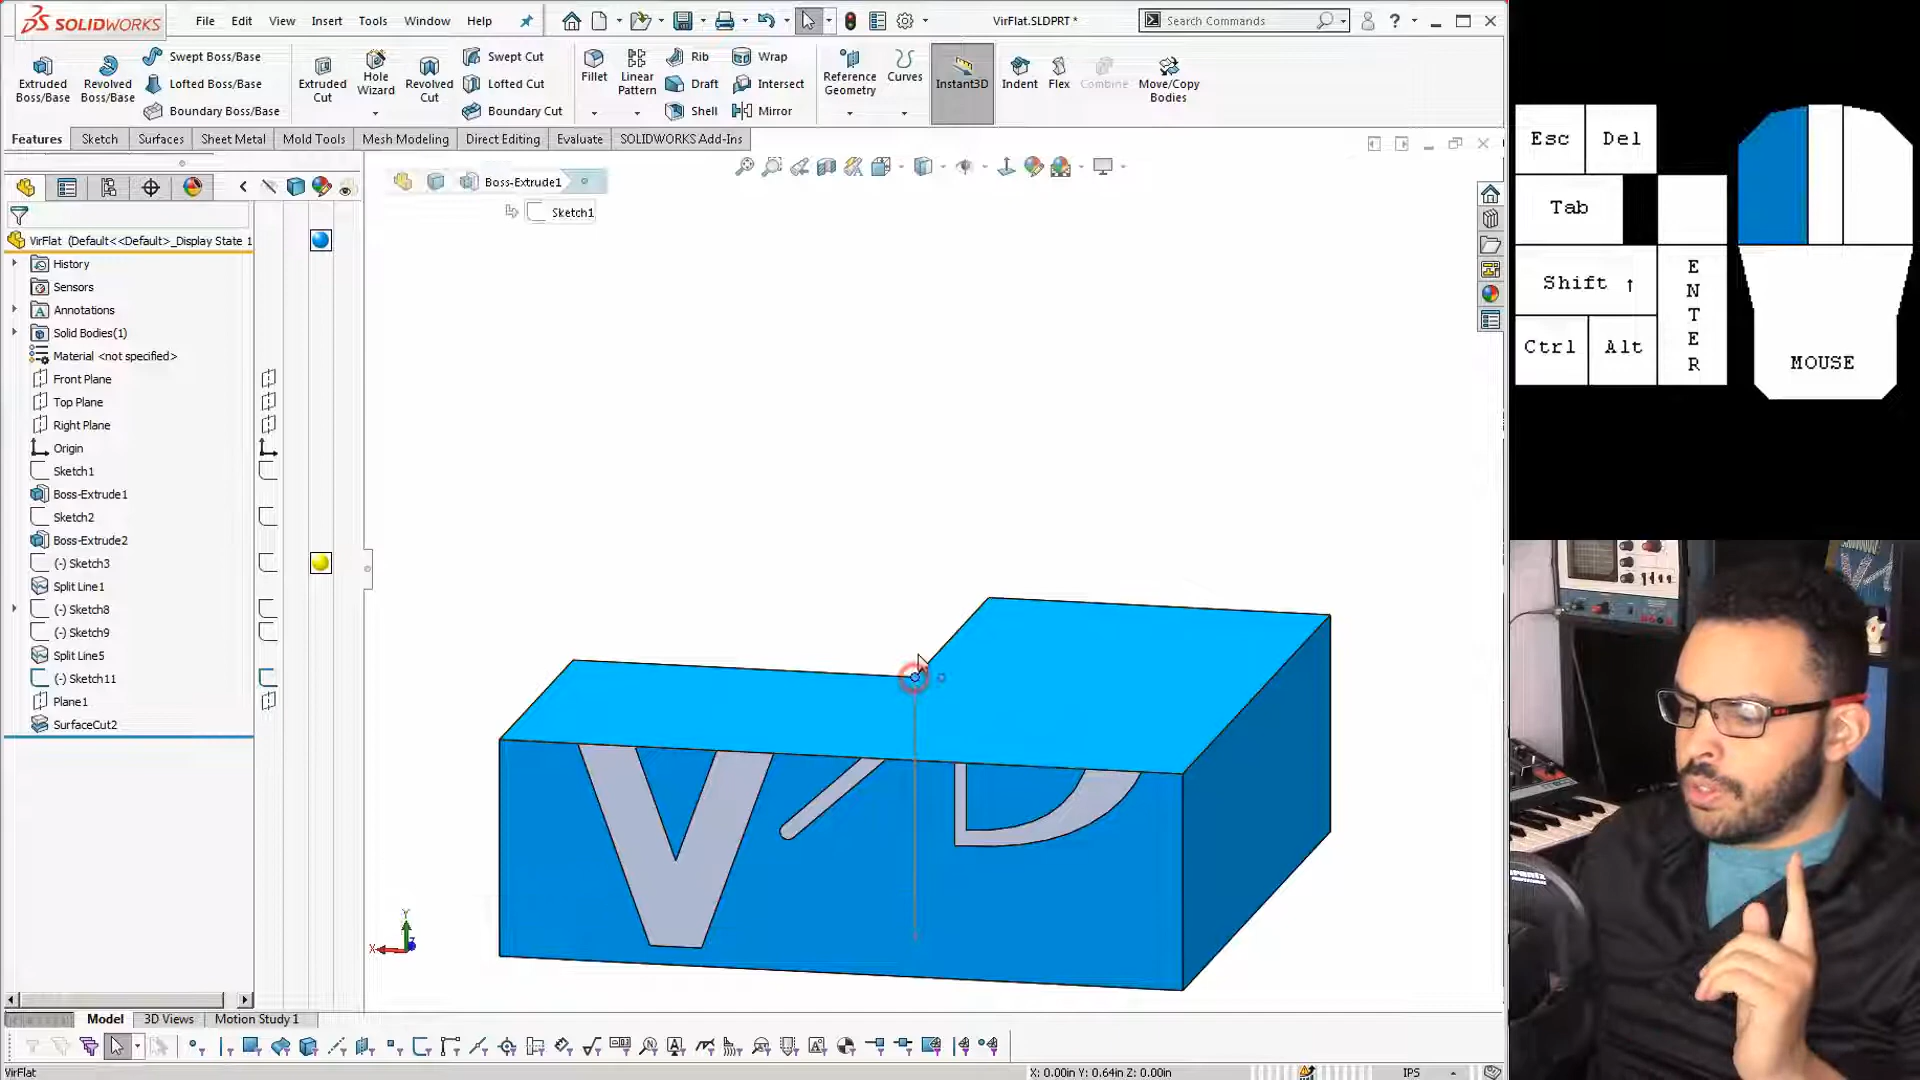 SOLIDWORKS
File Edit View Insert Tools Window Help
VirFlat.SLDPRT *
Search Commands
Extruded Boss/Base
Revolved Boss/Base
Swept Boss/Base
Lofted Boss/Base
Boundary Boss/Base
Extruded Cut
Hole Wizard
Revolved Cut
Swept Cut
Lofted Cut
Boundary Cut
Fillet
Linear Pattern
Rib
Draft
Shell
Wrap
Intersect
Mirror
Reference Geometry
Curves
Instant3D
Indent
Flex
Combine
Move/Copy Bodies
Features Sketch Surfaces Sheet Metal Mold Tools Mesh Modeling Direct Editing Evaluate SOLIDWORKS Add-Ins
Boss-Extrude1
Sketch1
VirFlat (Default<<Default>_Display State 1
History
Sensors
Annotations
Solid Bodies(1)
Material <not specified>
Front Plane
Top Plane
Right Plane
Origin
Sketch1
Boss-Extrude1
Sketch2
Boss-Extrude2
(-) Sketch3
Split Line1
(-) Sketch8
(-) Sketch9
Split Line5
(-) Sketch11
Plane1
SurfaceCut2
Y
X
Z
Model 3D Views Motion Study 1
VirFlat
X: 0.00in Y: 0.64in Z: 0.00in
IPS
Esc Del
Tab
Shift ↑
Ctrl Alt
ENTER
MOUSE